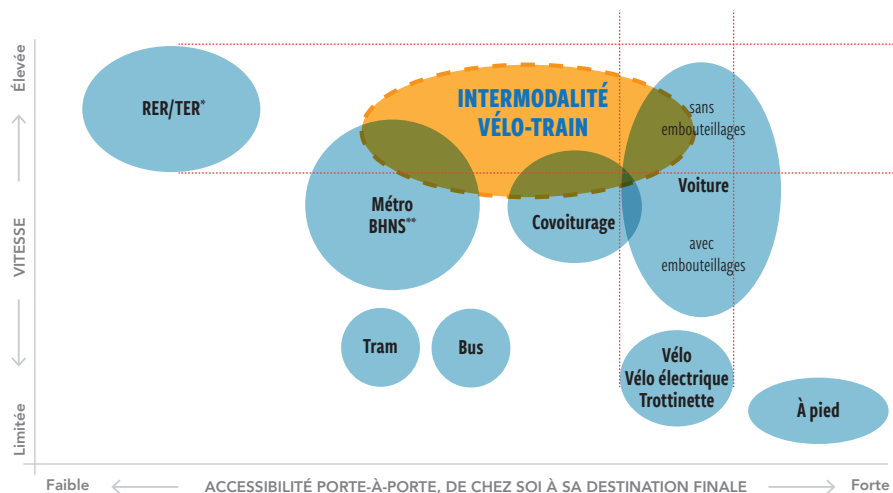 Élevée
VITESSE
Limitée
RER/TER*
INTERMODALITÉ
VÉLO-TRAIN
sans
embouteillages
Voiture
avec
embouteillages
Métro
BHNS**
Covoiturage
Tram
Bus
Vélo
Vélo électrique
Trottinette
À pied
Faible
ACCESSIBILITÉ PORTE-À-PORTE, DE CHEZ SOI À SA DESTINATION FINALE
Forte